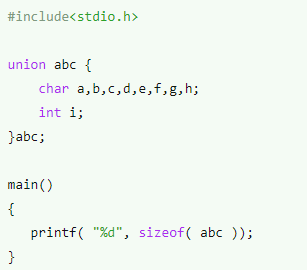 #include<stdio.h>
union abc {
char a,b,c,d,e,f,g,h;
int i;
}abc;
main()
{
printf( "%d", sizeof( abc ));
}